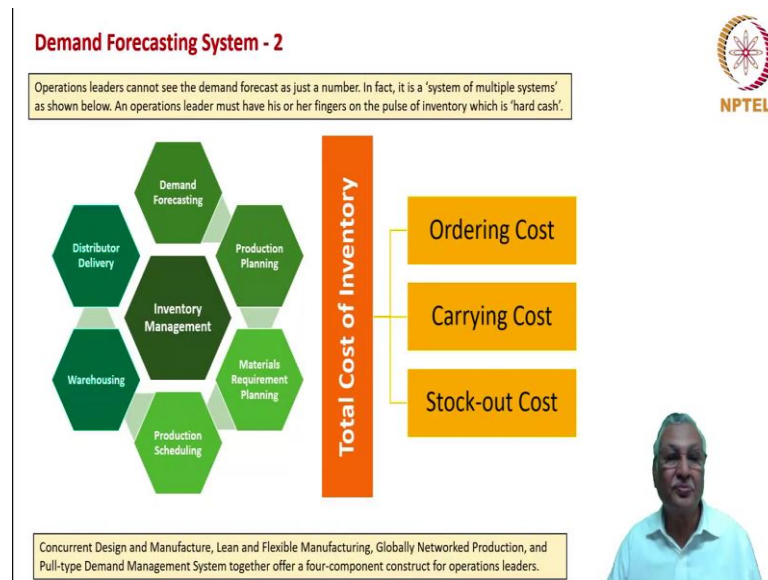 Demand Forecasting System - 2
NPTEL
Operations leaders cannot see the demand forecast as just a number. In fact, it is a ‘system of multiple systems’
as shown below. An operations leader must have his or her fingers on the pulse of inventory which is ‘hard cash’.
Demand
Forecasting
Production
Planning
Materials
Requirement
Planning
Production
Scheduling
Warehousing
Distributor
Delivery
Inventory
Management
Total Cost of Inventory
Ordering Cost
Carrying Cost
Stock-out Cost
Concurrent Design and Manufacture, Lean and Flexible Manufacturing, Globally Networked Production, and
Pull-type Demand Management System together offer a four-component construct for operations leaders.